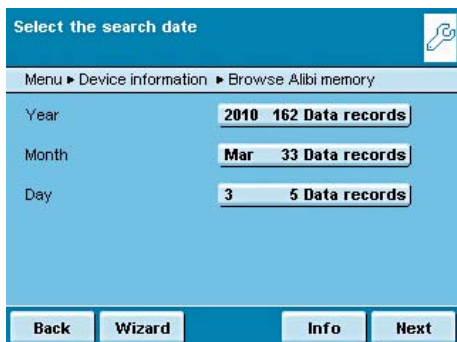 Select the search date
Menu ▸ Device information ▸ Browse Alibi memory
Year 2010 162 Data records
Month Mar 33 Data records
Day 3 5 Data records
Back Wizard Info Next